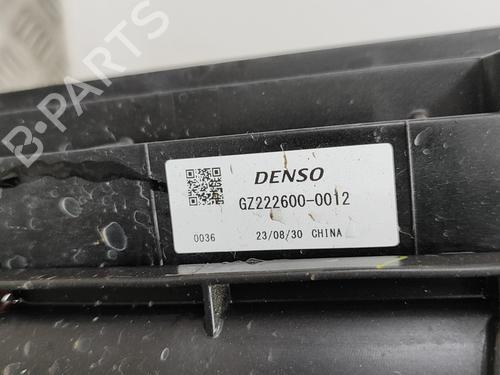 B-PARTS
DENSO
GZ222600-0012
0036 23/08/30 CHINA